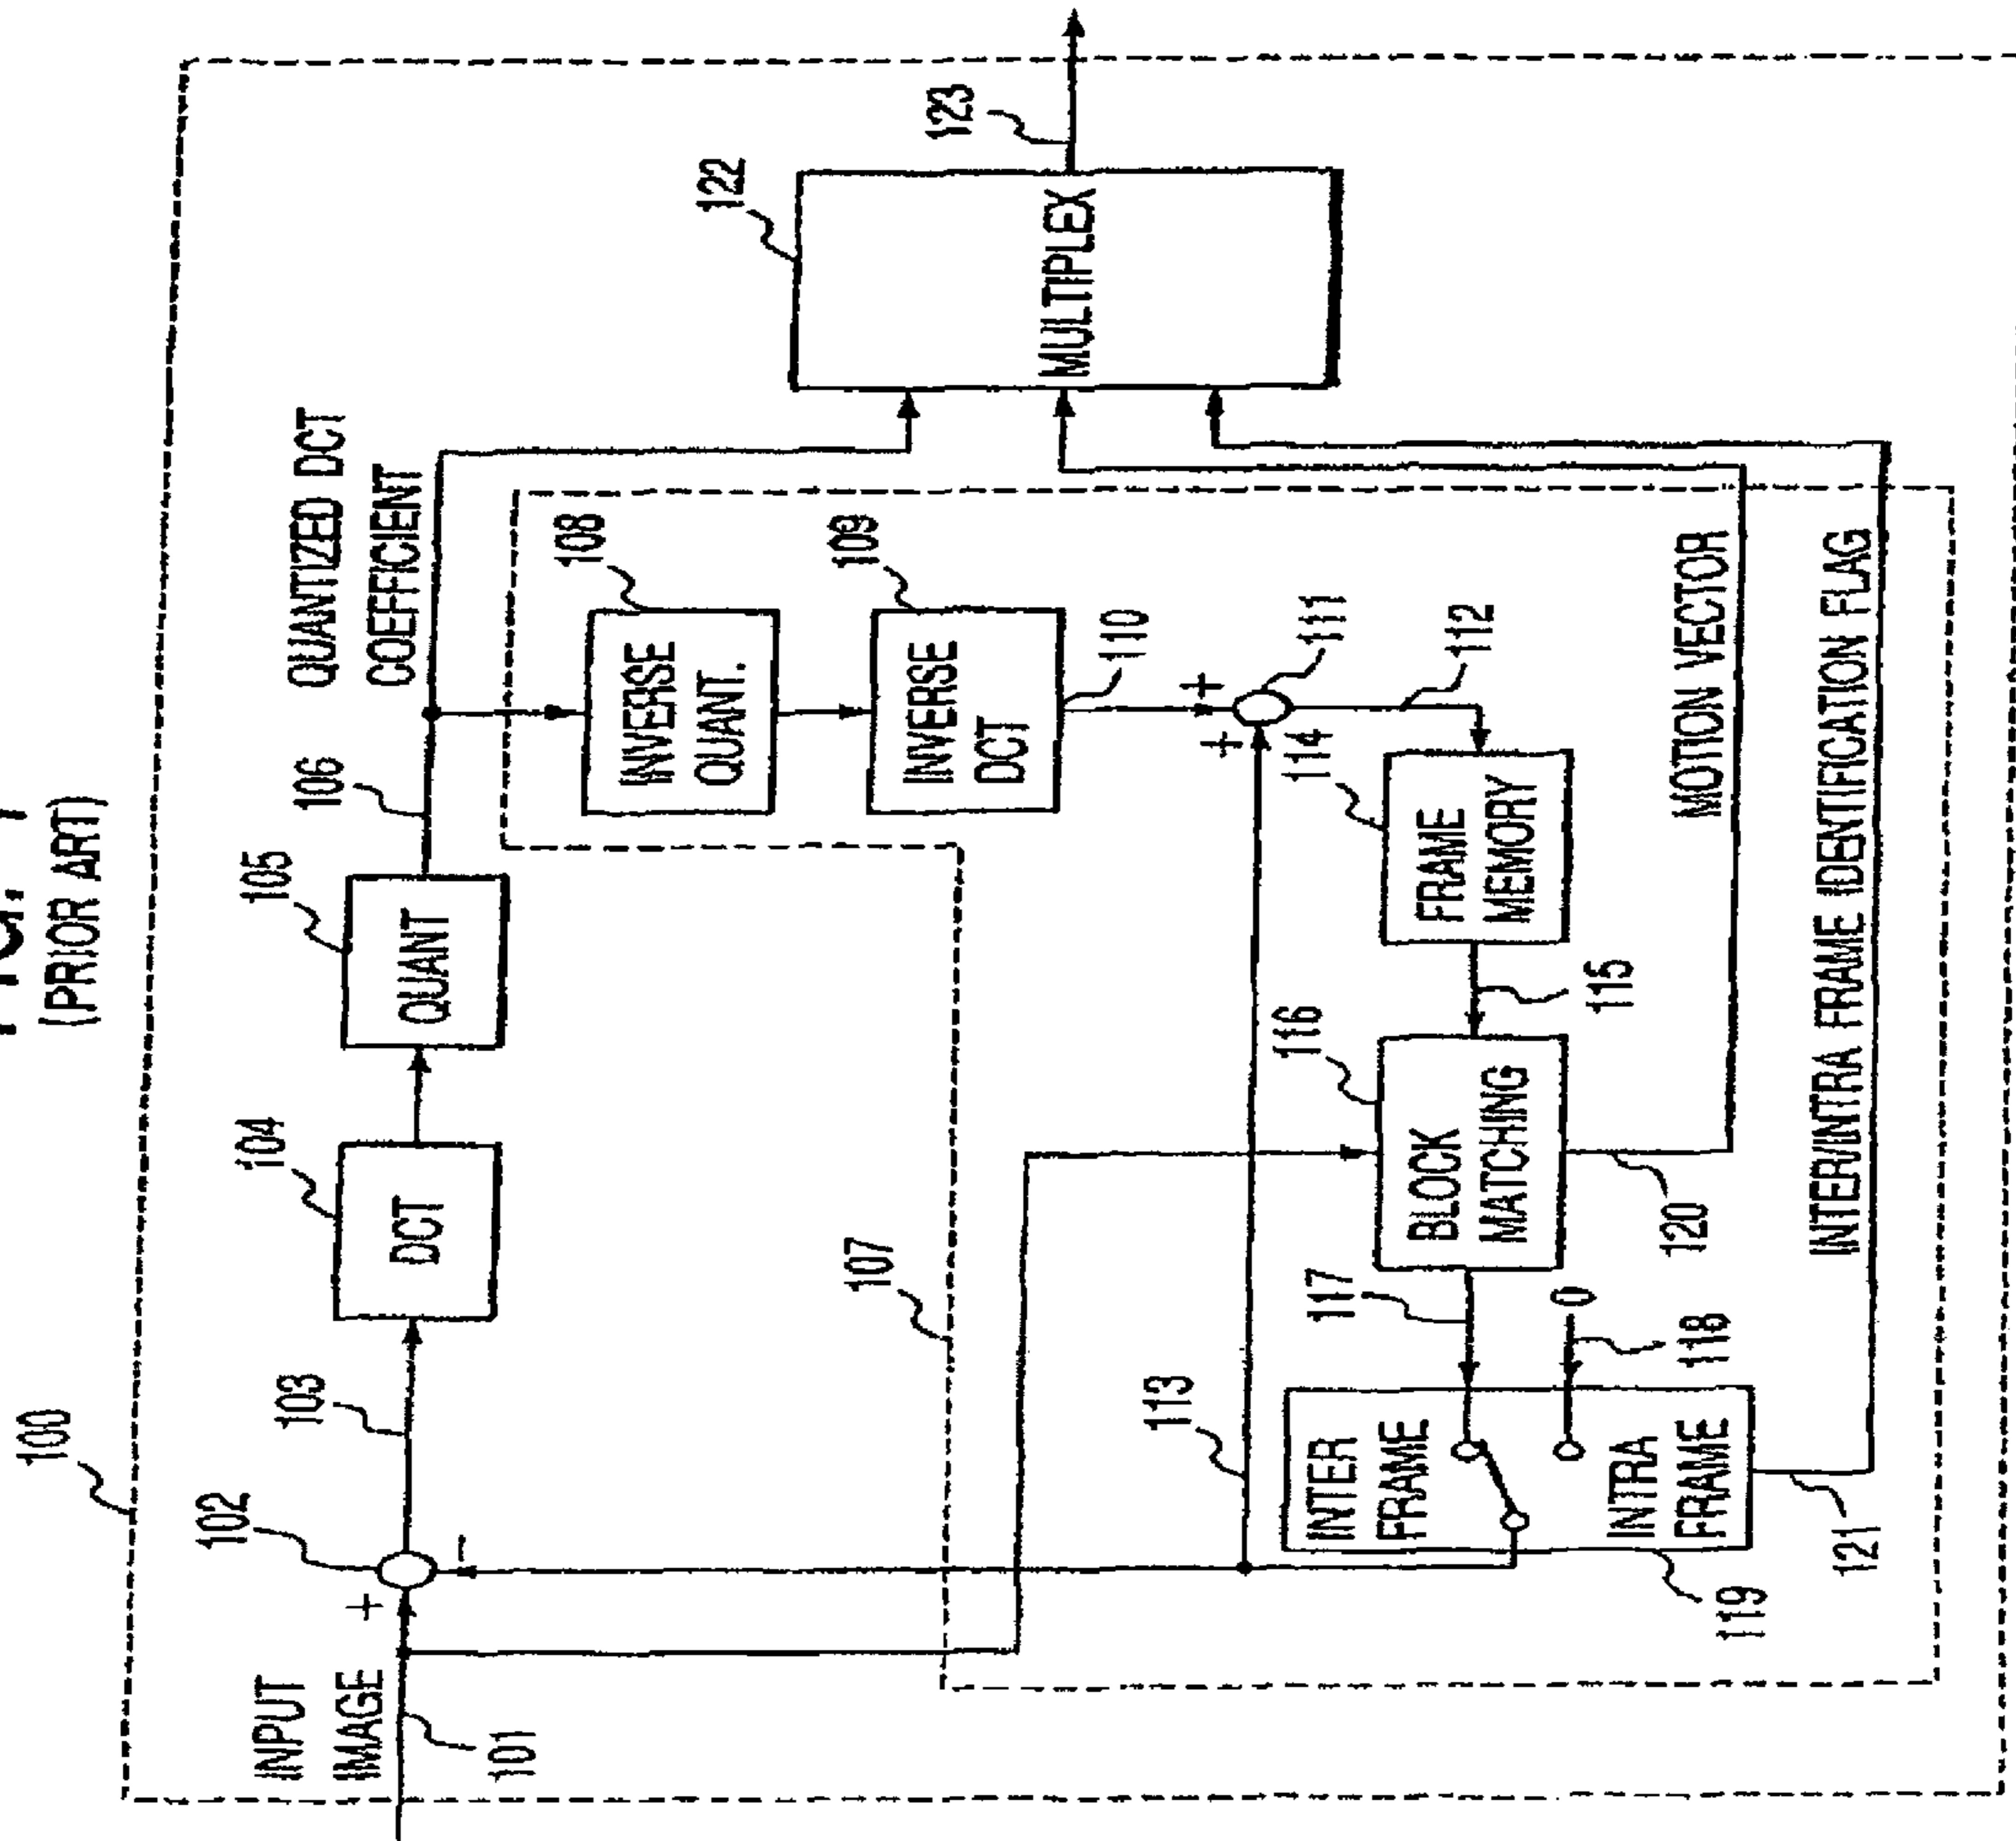 (PRIOR ART)
100
102
103
104
105
106
QUANTIZED DCT
COEFFICIENT
122
123
INPUT
IMAGE
101
+
-
DCT
QUANT
MULTIPLEX
107
108
INVERSE
QUANT.
109
INVERSE
DCT
110
+
+
111
112
113
114
FRAME
MEMORY
115
116
BLOCK
MATCHING
117
0
118
INTER
FRAME
INTRA
FRAME
119
120
121
MOTION VECTOR
INTER/INTRA FRAME IDENTIFICATION FLAG